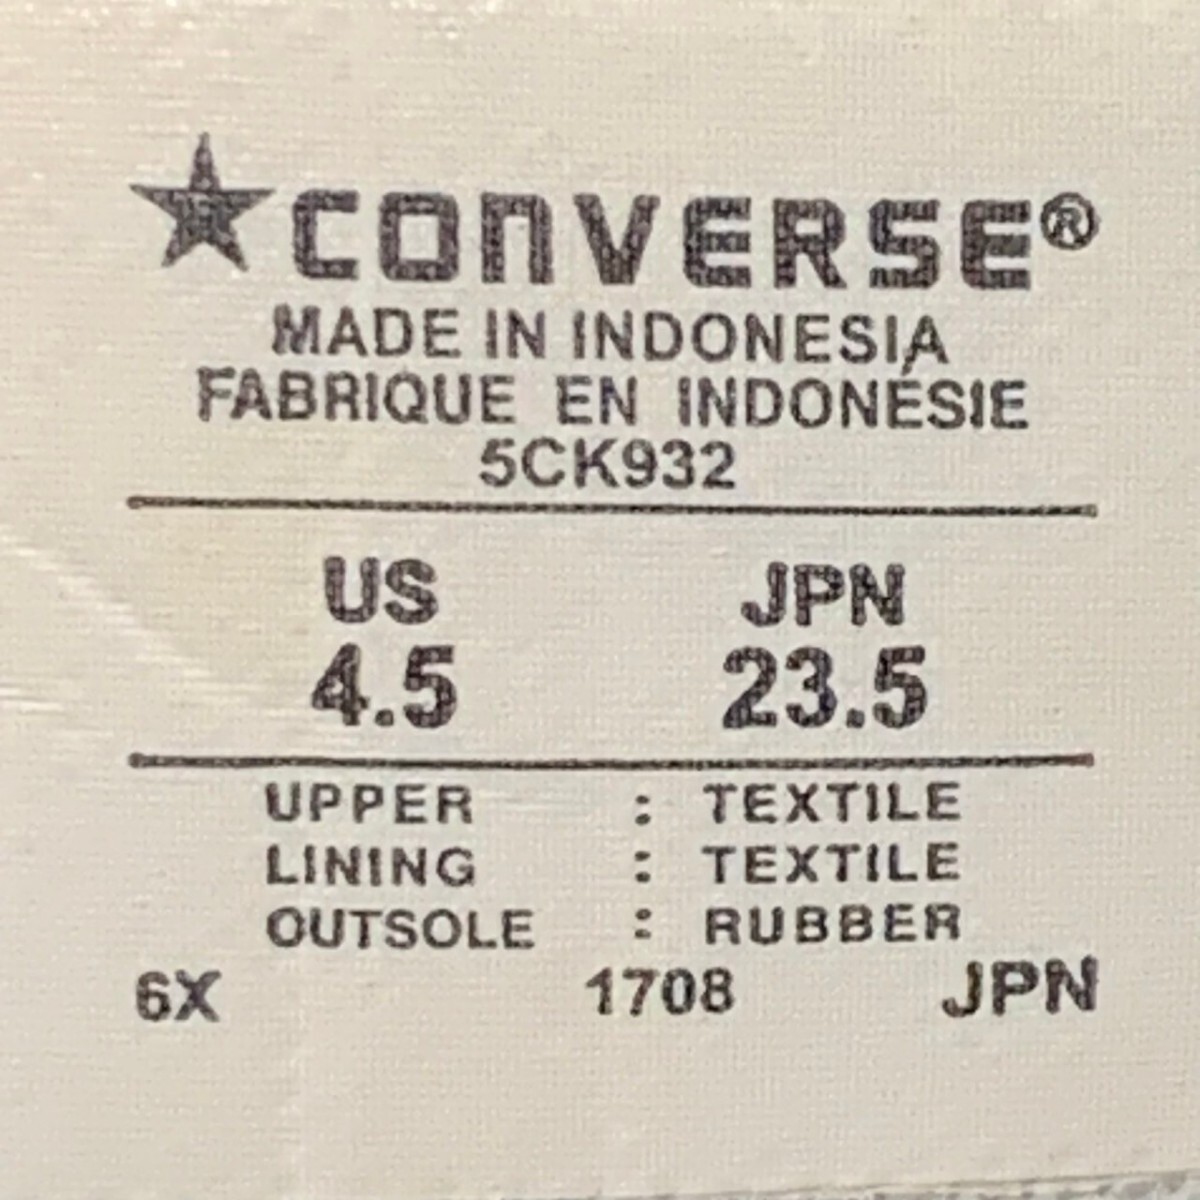 CONVERSE®
MADE IN INDONESIA
FABRIQUE EN INDONÉSIE
5CK932
US JPN
4.5 23.5
UPPER : TEXTILE
LINING : TEXTILE
OUTSOLE : RUBBER
6X 1708 JPN